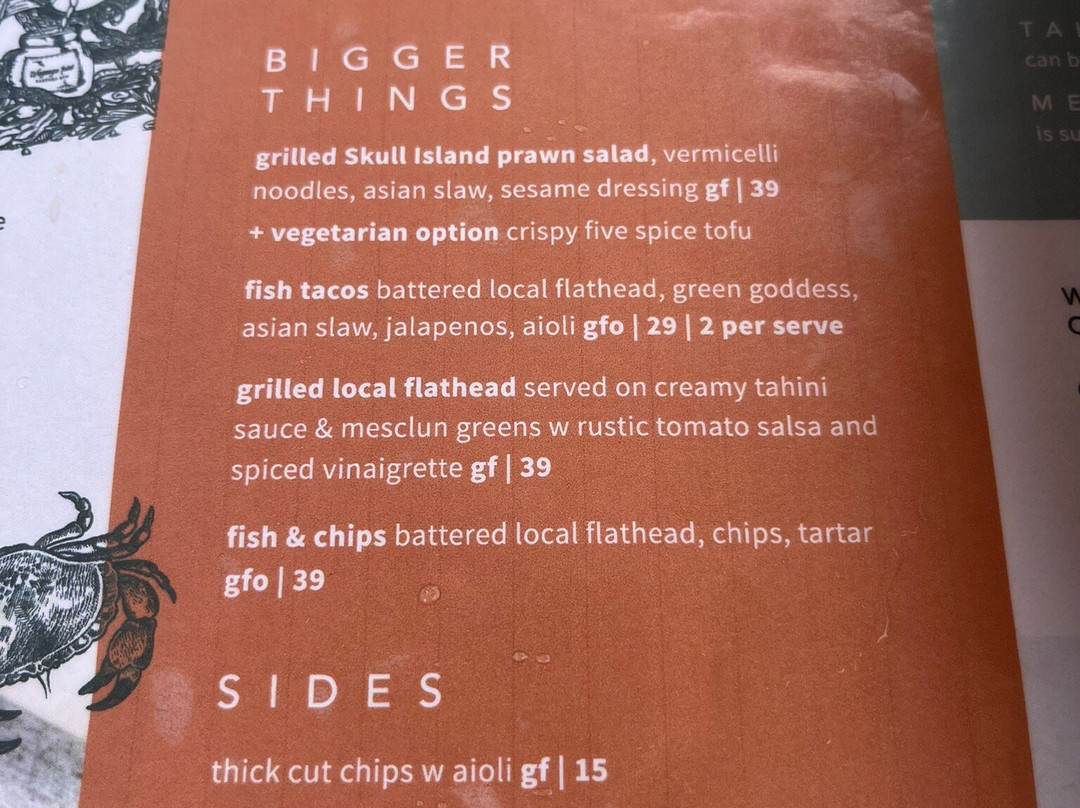 BIGGER
THINGS
grilled Skull Island prawn salad, vermicelli
noodles, asian slaw, sesame dressing gf | 39
+ vegetarian option crispy five spice tofu
fish tacos battered local flathead, green goddess,
asian slaw, jalapenos, aioli gfo | 29 | 2 per serve
grilled local flathead served on creamy tahini
sauce & mesclun greens w rustic tomato salsa and
spiced vinaigrette gf | 39
fish & chips battered local flathead, chips, tartar
gfo | 39
SIDES
thick cut chips w aioli gf | 15
can b
is su